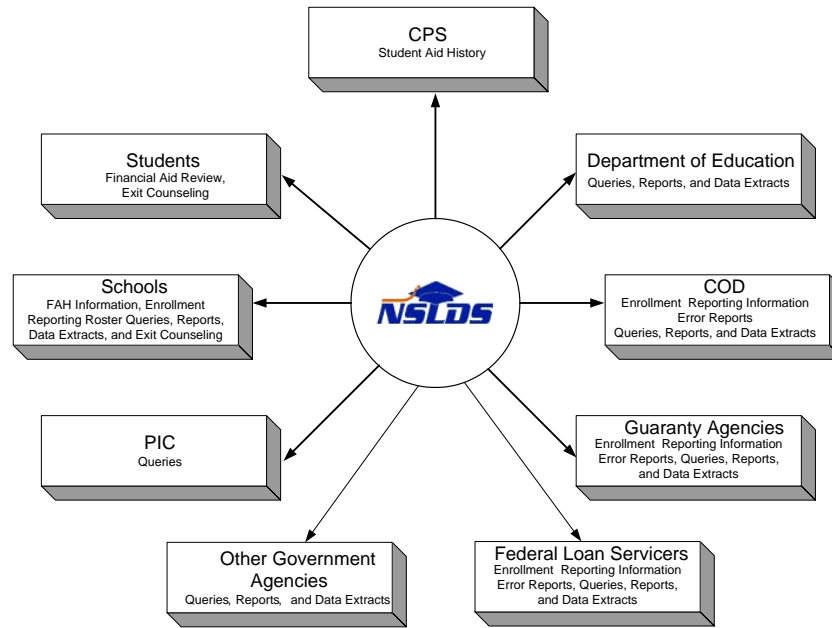 CPS
Student Aid History
Students
Financial Aid Review,
Exit Counseling
Department of Education
Queries, Reports, and Data Extracts
Schools
FAH Information, Enrollment
Reporting Roster Queries, Reports,
Data Extracts, and Exit Counseling
NSLDS
COD
Enrollment Reporting Information
Error Reports
Queries, Reports, and Data Extracts
PIC
Queries
Guaranty Agencies
Enrollment Reporting Information
Error Reports, Queries, Reports,
and Data Extracts
Other Government
Agencies
Queries, Reports, and Data Extracts
Federal Loan Servicers
Enrollment Reporting Information
Error Reports, Queries, Reports,
and Data Extracts